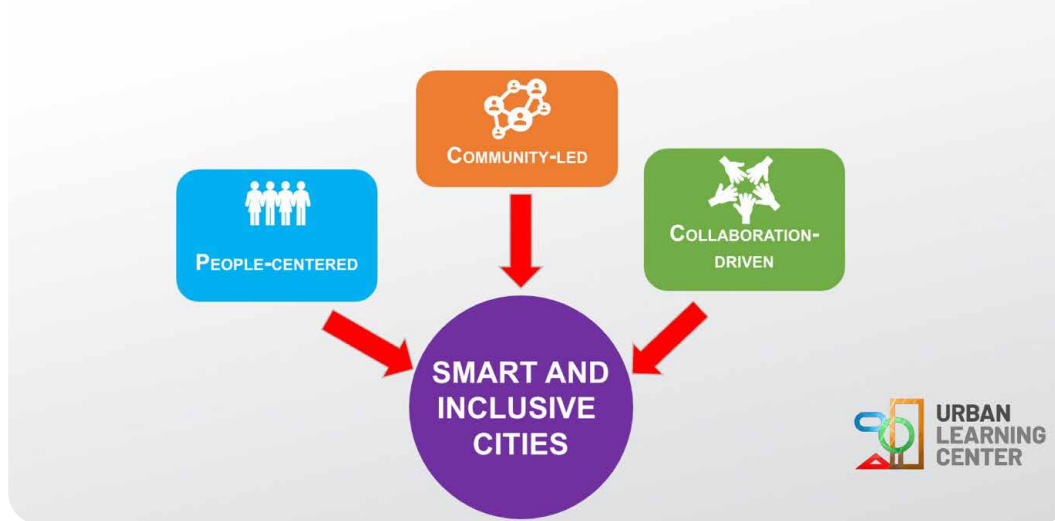 COMMUNITY-LED
PEOPLE-CENTERED
COLLABORATION-
DRIVEN
SMART AND
INCLUSIVE
CITIES
URBAN
LEARNING
CENTER